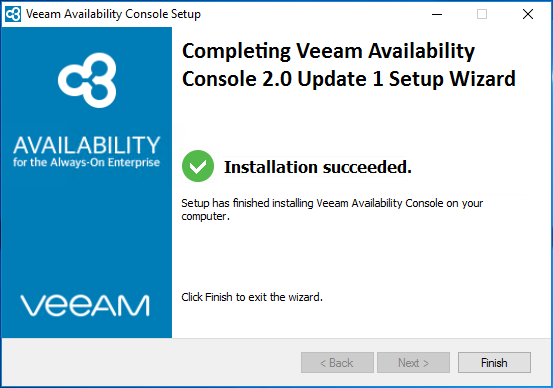 Veeam Availability Console Setup
Completing Veeam Availability
Console 2.0 Update 1 Setup Wizard
AVAILABILITY
for the Always-On Enterprise
Installation succeeded.
Setup has finished installing Veeam Availability Console on your
computer.
Click Finish to exit the wizard.
veeam
< Back
Next >
Finish